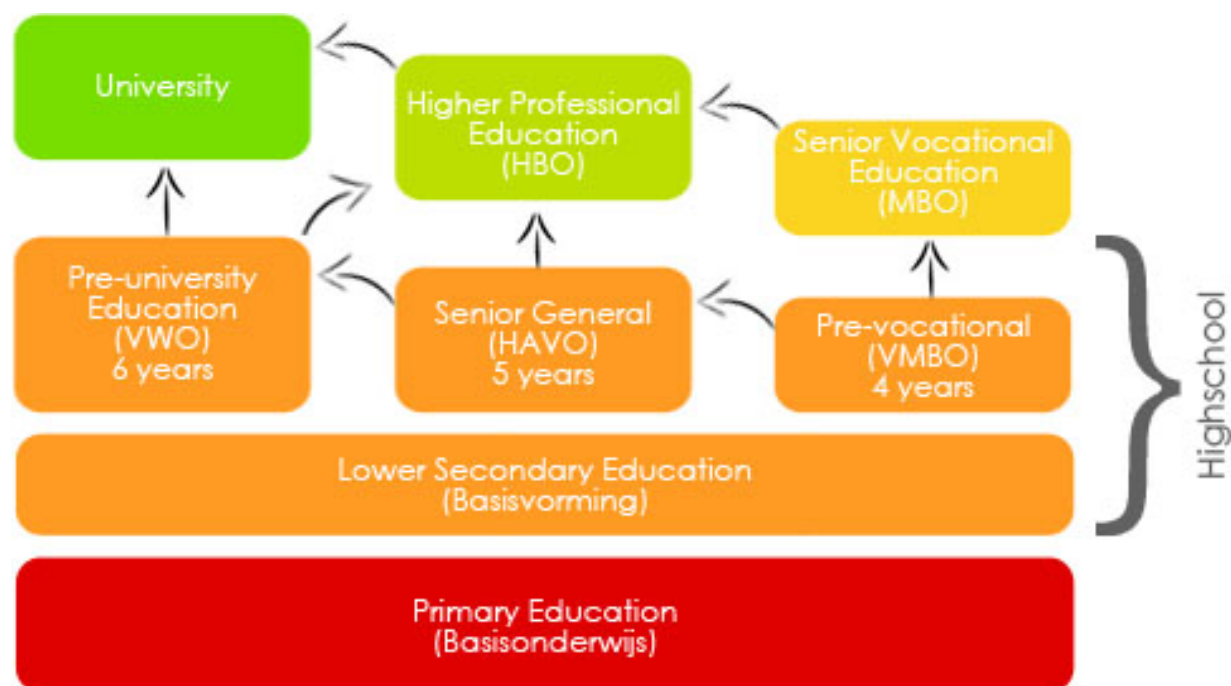 University
Higher Professional
Education
(HBO)
Senior Vocational
Education
(MBO)
Pre-university
Education
(VWO)
6 years
Senior General
(HAVO)
5 years
Pre-vocational
(VMBO)
4 years
Highschool
Lower Secondary Education
(Basisvorming)
Primary Education
(Basisonderwijs)